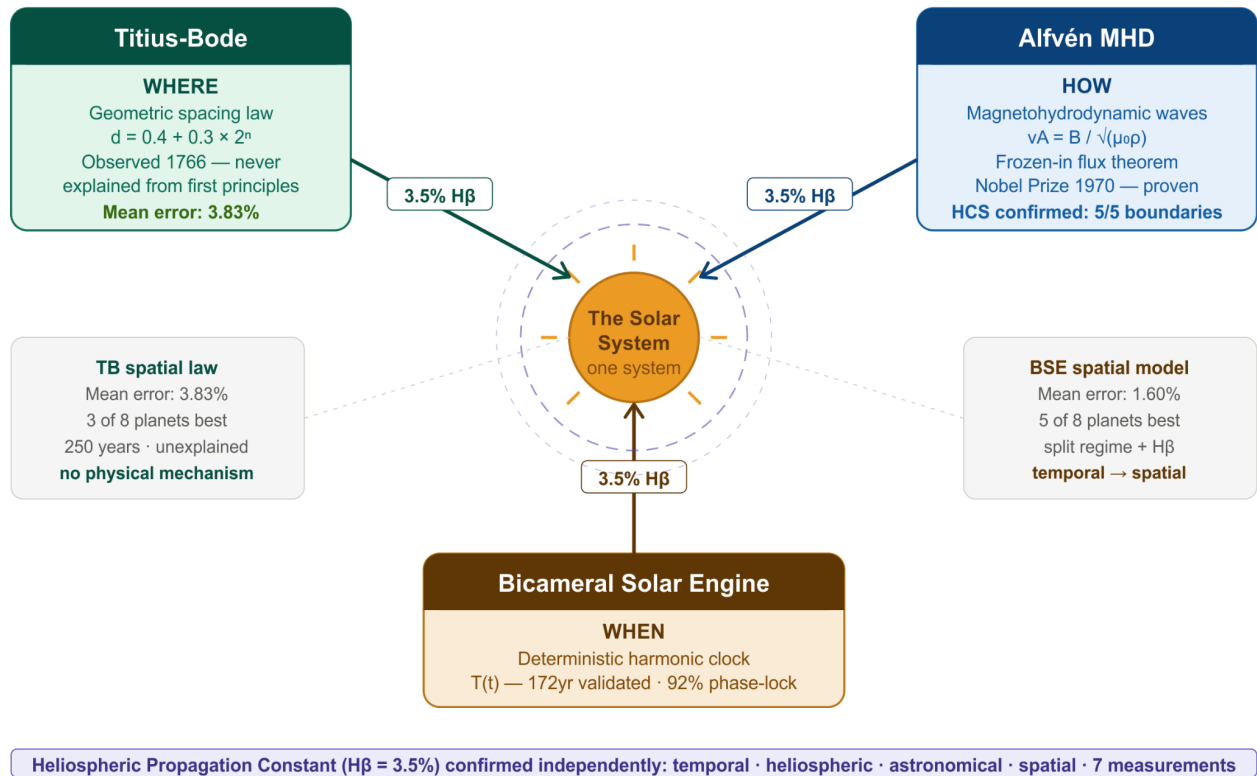 Titius-Bode
WHERE
Geometric spacing law
d = 0.4 + 0.3 × 2ⁿ
Observed 1766 — never
explained from first principles
Mean error: 3.83%
Alfvén MHD
HOW
Magnetohydrodynamic waves
vA = B / √(μ₀ρ)
Frozen-in flux theorem
Nobel Prize 1970 — proven
HCS confirmed: 5/5 boundaries
3.5% Hβ
3.5% Hβ
The Solar
System
one system
TB spatial law
Mean error: 3.83%
3 of 8 planets best
250 years · unexplained
no physical mechanism
BSE spatial model
Mean error: 1.60%
5 of 8 planets best
split regime + Hβ
temporal → spatial
3.5% Hβ
Bicameral Solar Engine
WHEN
Deterministic harmonic clock
T(t) — 172yr validated · 92% phase-lock
Heliospheric Propagation Constant (Hβ = 3.5%) confirmed independently: temporal · heliospheric · astronomical · spatial · 7 measurements